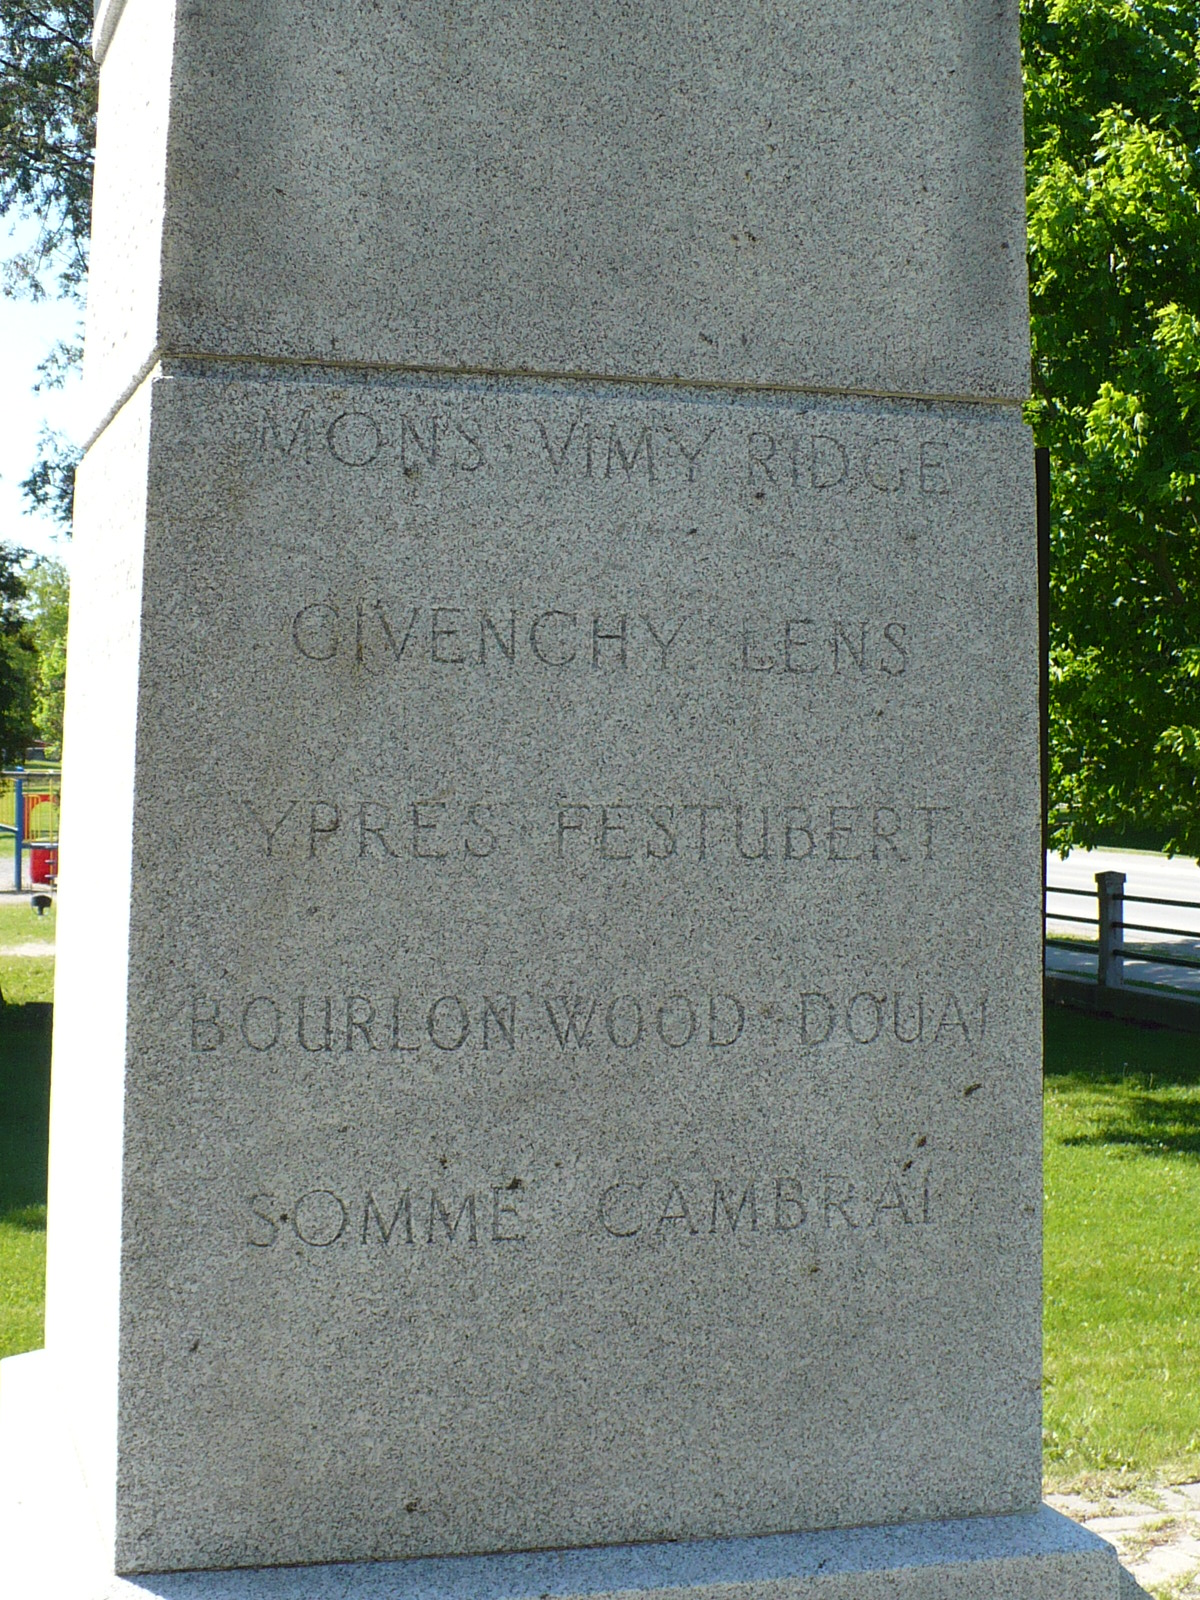 MONS VIMY RIDGE
GIVENCHY LENS
YPRES FESTUBERT
BOURLON WOOD DOUAI
SOMME CAMBRAI